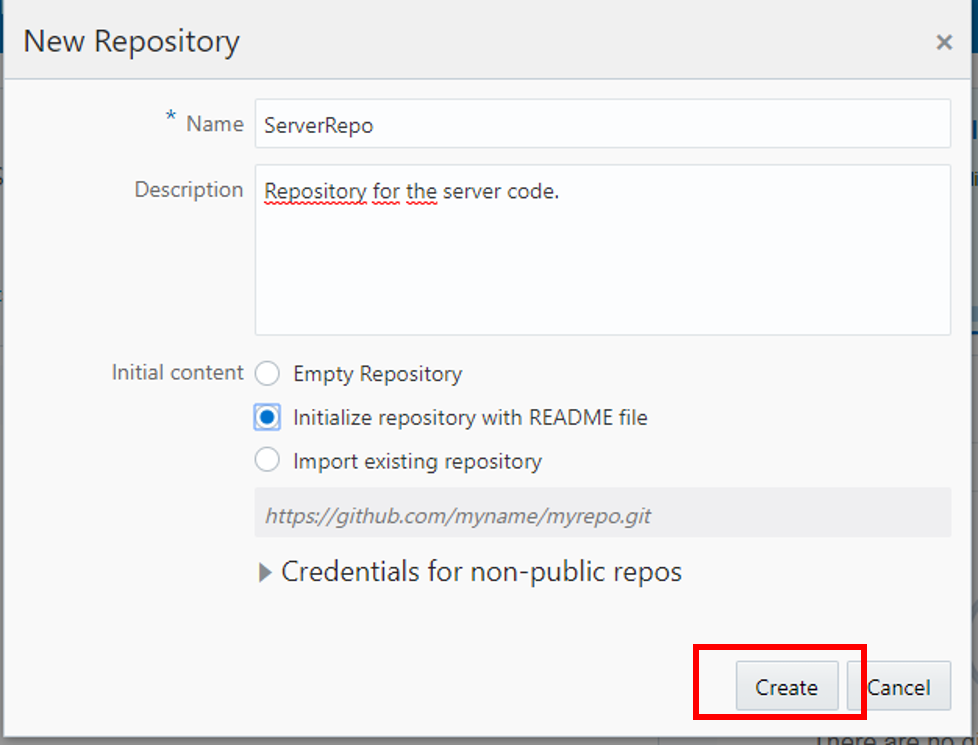 New Repository ×
* Name ServerRepo
Description Repository for the server code.
Initial content Empty Repository
Initialize repository with README file
Import existing repository
https://github.com/myname/myrepo.git
Credentials for non-public repos
Create Cancel
There are no